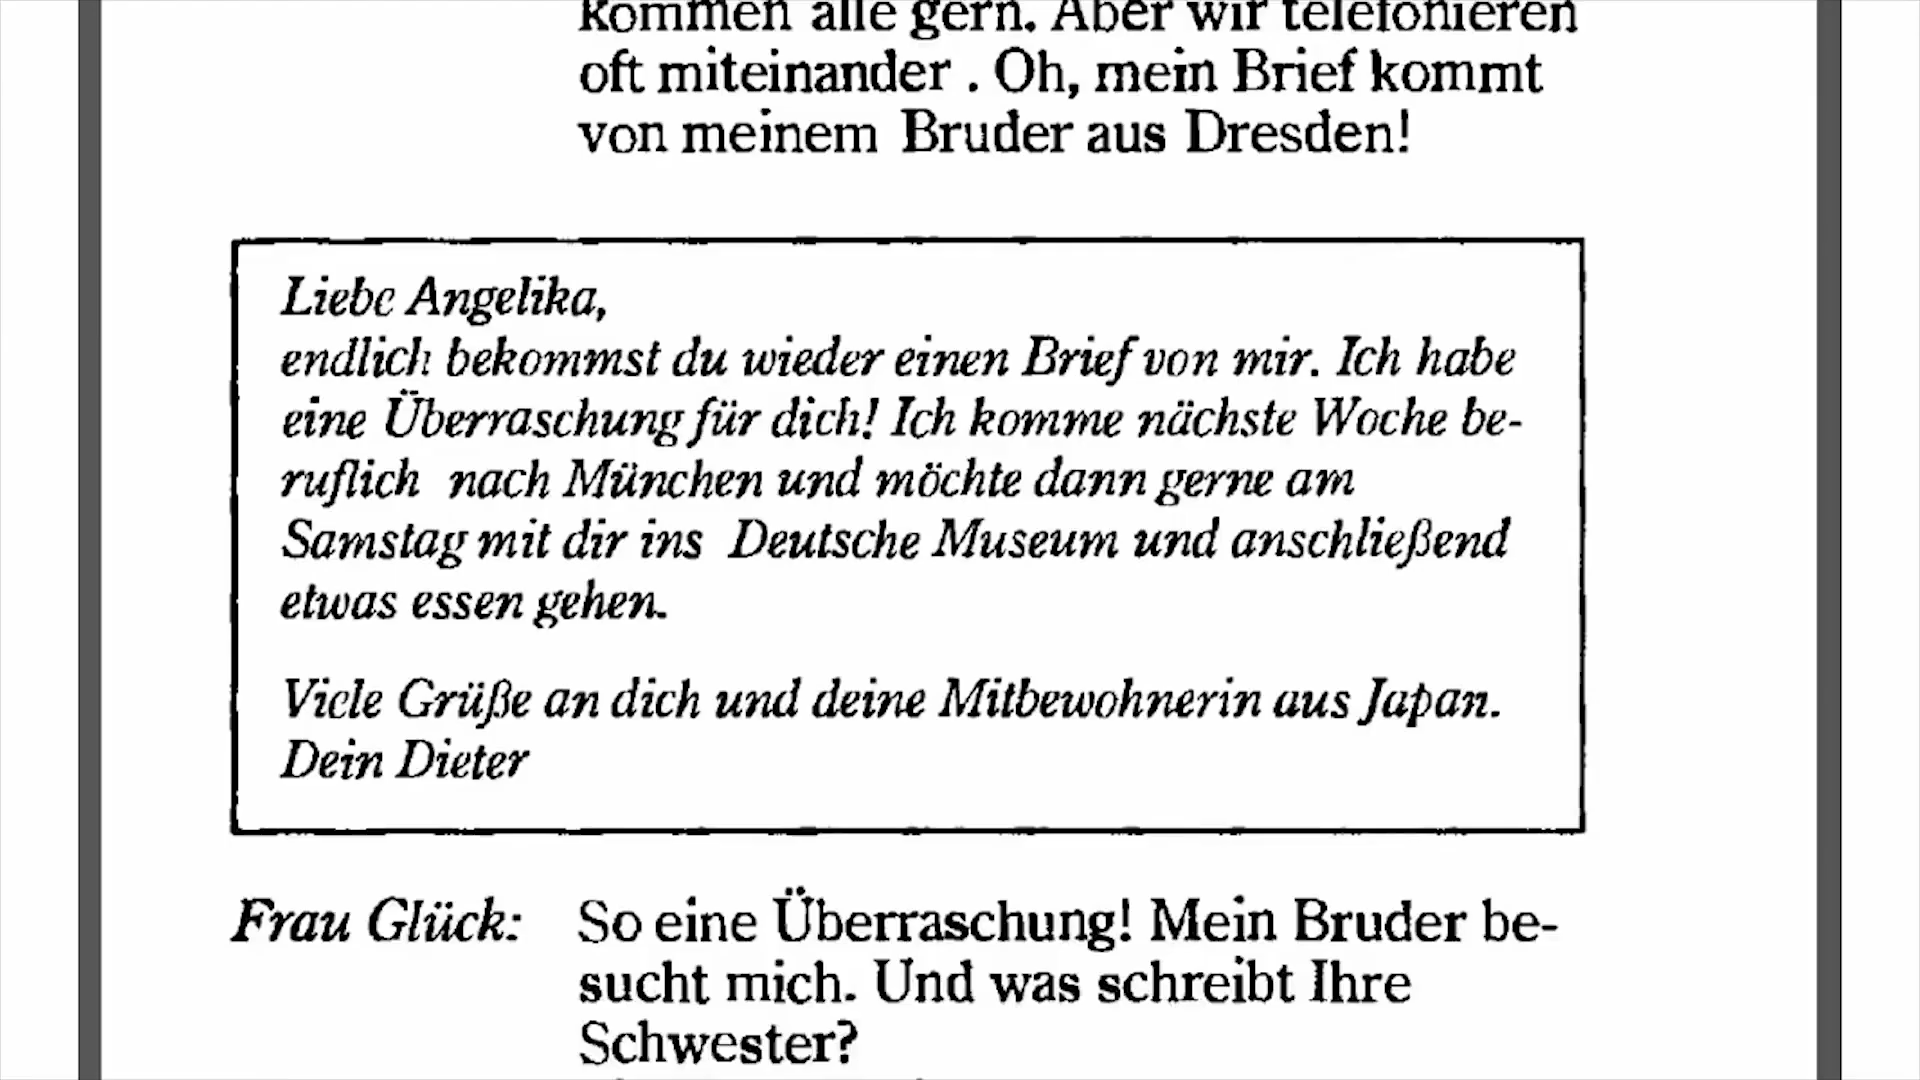 kommen alle gern. Aber wir telefonieren
oft miteinander . Oh, mein Brief kommt
von meinem Bruder aus Dresden!
Liebe Angelika,
endlich bekommst du wieder einen Brief von mir. Ich habe
eine Überraschung für dich! Ich komme nächste Woche be-
ruflich nach München und möchte dann gerne am
Samstag mit dir ins Deutsche Museum und anschließend
etwas essen gehen.
Viele Grüße an dich und deine Mitbewohnerin aus Japan.
Dein Dieter
Frau Glück: So eine Überraschung! Mein Bruder be-
sucht mich. Und was schreibt Ihre
Schwester?